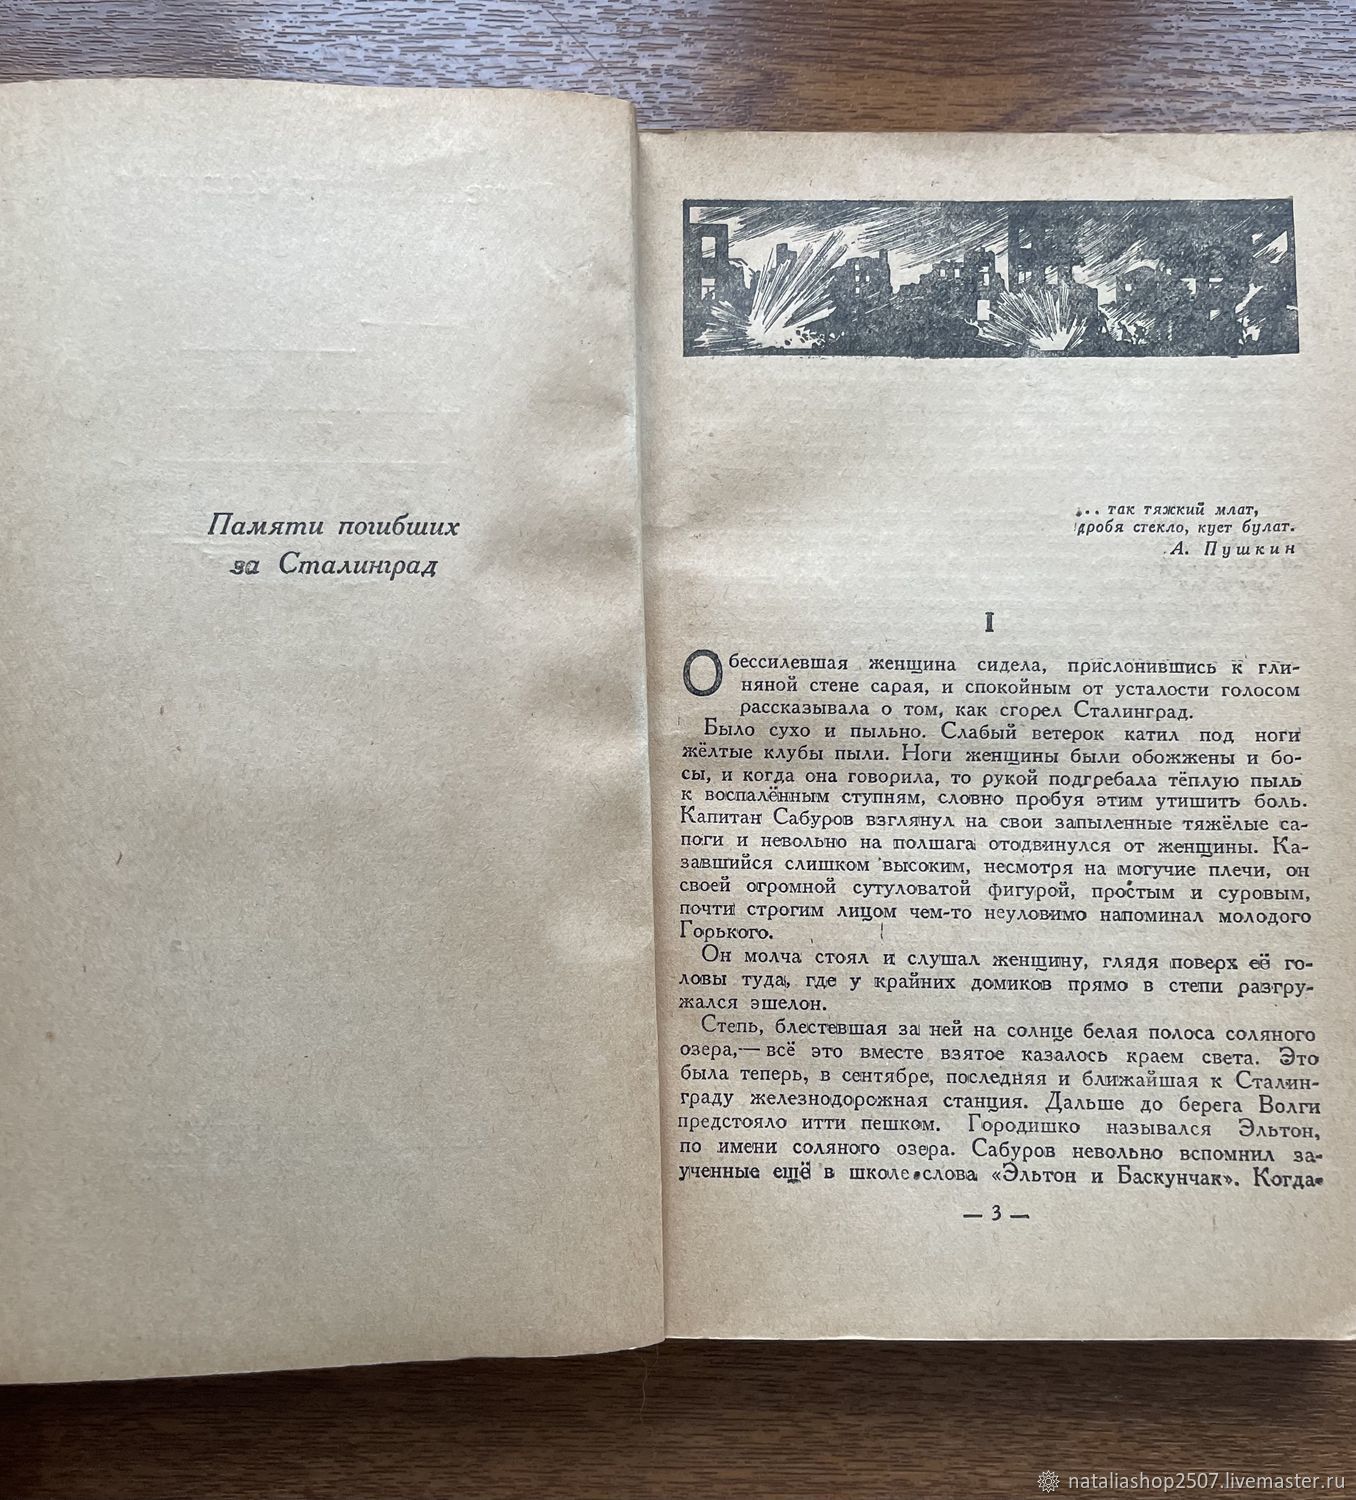 Памяти погибших
за Сталинград
... так тяжкий млат,
дробя стекло, кует булат.
А. Пушкин
I
Обессилевшая женщина сидела, прислонившись к гли-
няной стене сарая, и спокойным от усталости голосом
рассказывала о том, как сгорел Сталинград.
Было сухо и пыльно. Слабый ветерок катил под ноги
жёлтые клубы пыли. Ноги женщины были обожжены и бо-
сы, и когда она говорила, то рукой подгребала тёплую пыль
к воспалённым ступням, словно пробуя этим утишить боль.
Капитан Сабуров взглянул на свои запыленные тяжёлые са-
поги и невольно на полшага отодвинулся от женщины. Ка-
завшийся слишком высоким, несмотря на могучие плечи, он
своей огромной сутуловатой фигурой, простым и суровым,
почти строгим лицом чем-то неуловимо напоминал молодого
Горького.
Он молча стоял и слушал женщину, глядя поверх её го-
ловы туда, где у крайних домиков прямо в степи разгру-
жался эшелон.
Степь, блестевшая за ней на солнце белая полоса соляного
озера,— всё это вместе взятое казалось краем света. Это
была теперь, в сентябре, последняя и ближайшая к Сталин-
граду железнодорожная станция. Дальше до берега Волги
предстояло итти пешком. Городишко назывался Эльтон,
по имени соляного озера. Сабуров невольно вспомнил за-
ученные ещё в школе слова «Эльтон и Баскунчак». Когда-
— 3 —
nataliashop2507.livemaster.ru